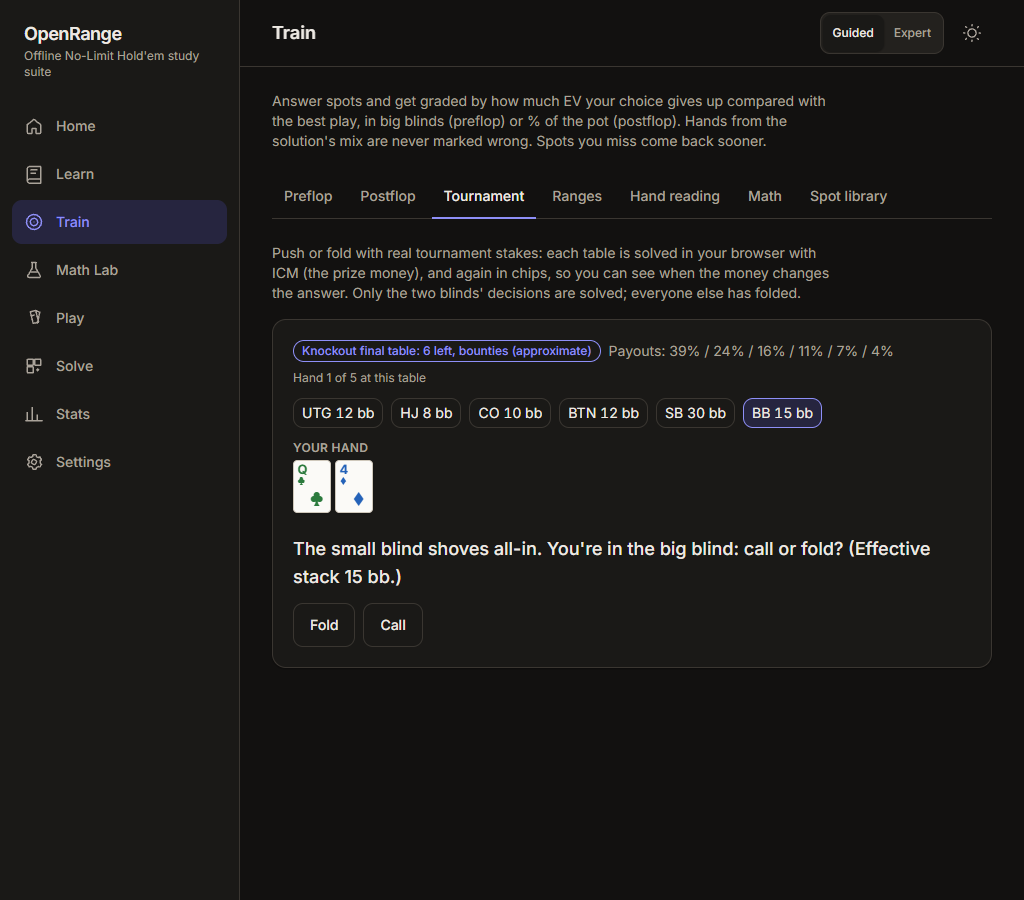 OpenRange
Offline No-Limit Hold'em study
suite
Home
Learn
Train
Math Lab
Play
Solve
Stats
Settings
Train
Guided
Expert
Answer spots and get graded by how much EV your choice gives up compared with
the best play, in big blinds (preflop) or % of the pot (postflop). Hands from the
solution's mix are never marked wrong. Spots you miss come back sooner.
Preflop
Postflop
Tournament
Ranges
Hand reading
Math
Spot library
Push or fold with real tournament stakes: each table is solved in your browser with
ICM (the prize money), and again in chips, so you can see when the money changes
the answer. Only the two blinds' decisions are solved; everyone else has folded.
Knockout final table: 6 left, bounties (approximate) Payouts: 39% / 24% / 16% / 11% / 7% / 4%
Hand 1 of 5 at this table
UTG 12 bb
HJ 8 bb
CO 10 bb
BTN 12 bb
SB 30 bb
BB 15 bb
YOUR HAND
Q♣
4♦
The small blind shoves all-in. You're in the big blind: call or fold? (Effective
stack 15 bb.)
Fold
Call